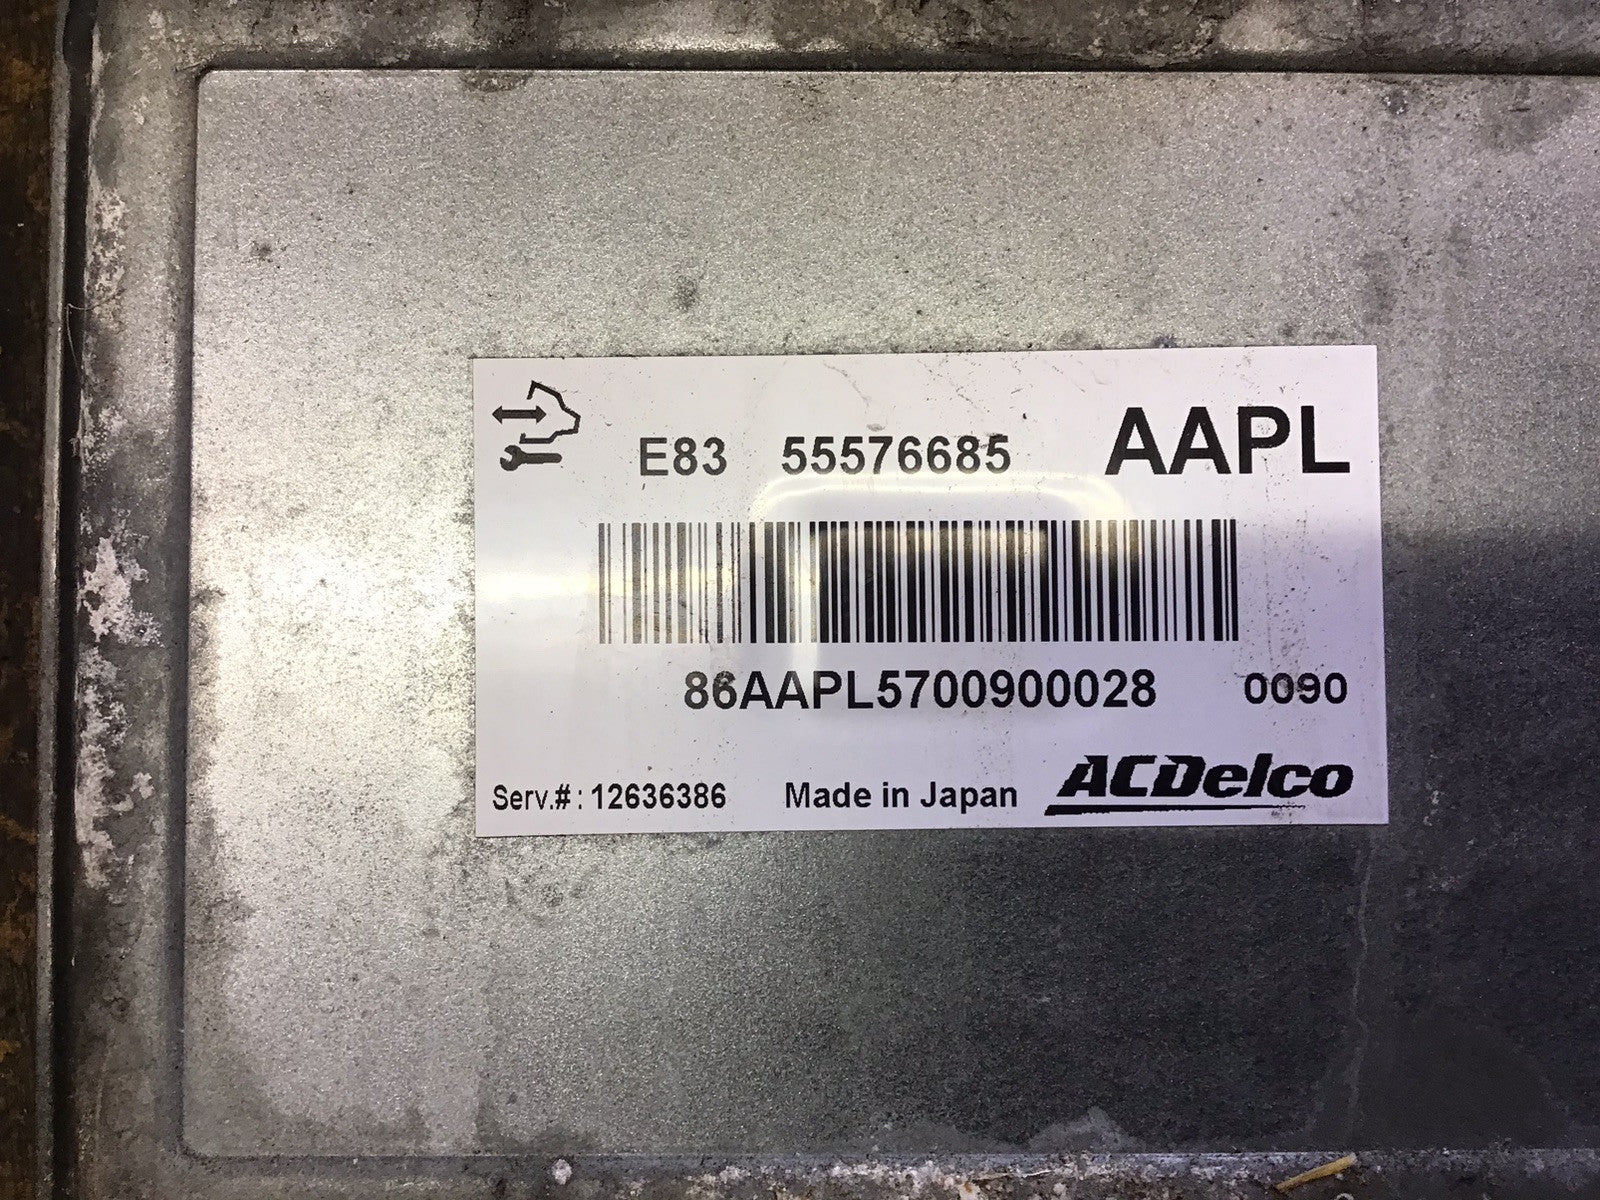 E83 55576685 AAPL
86AAPL5700900028 0090
Serv.#: 12636386 Made in Japan ACDelco